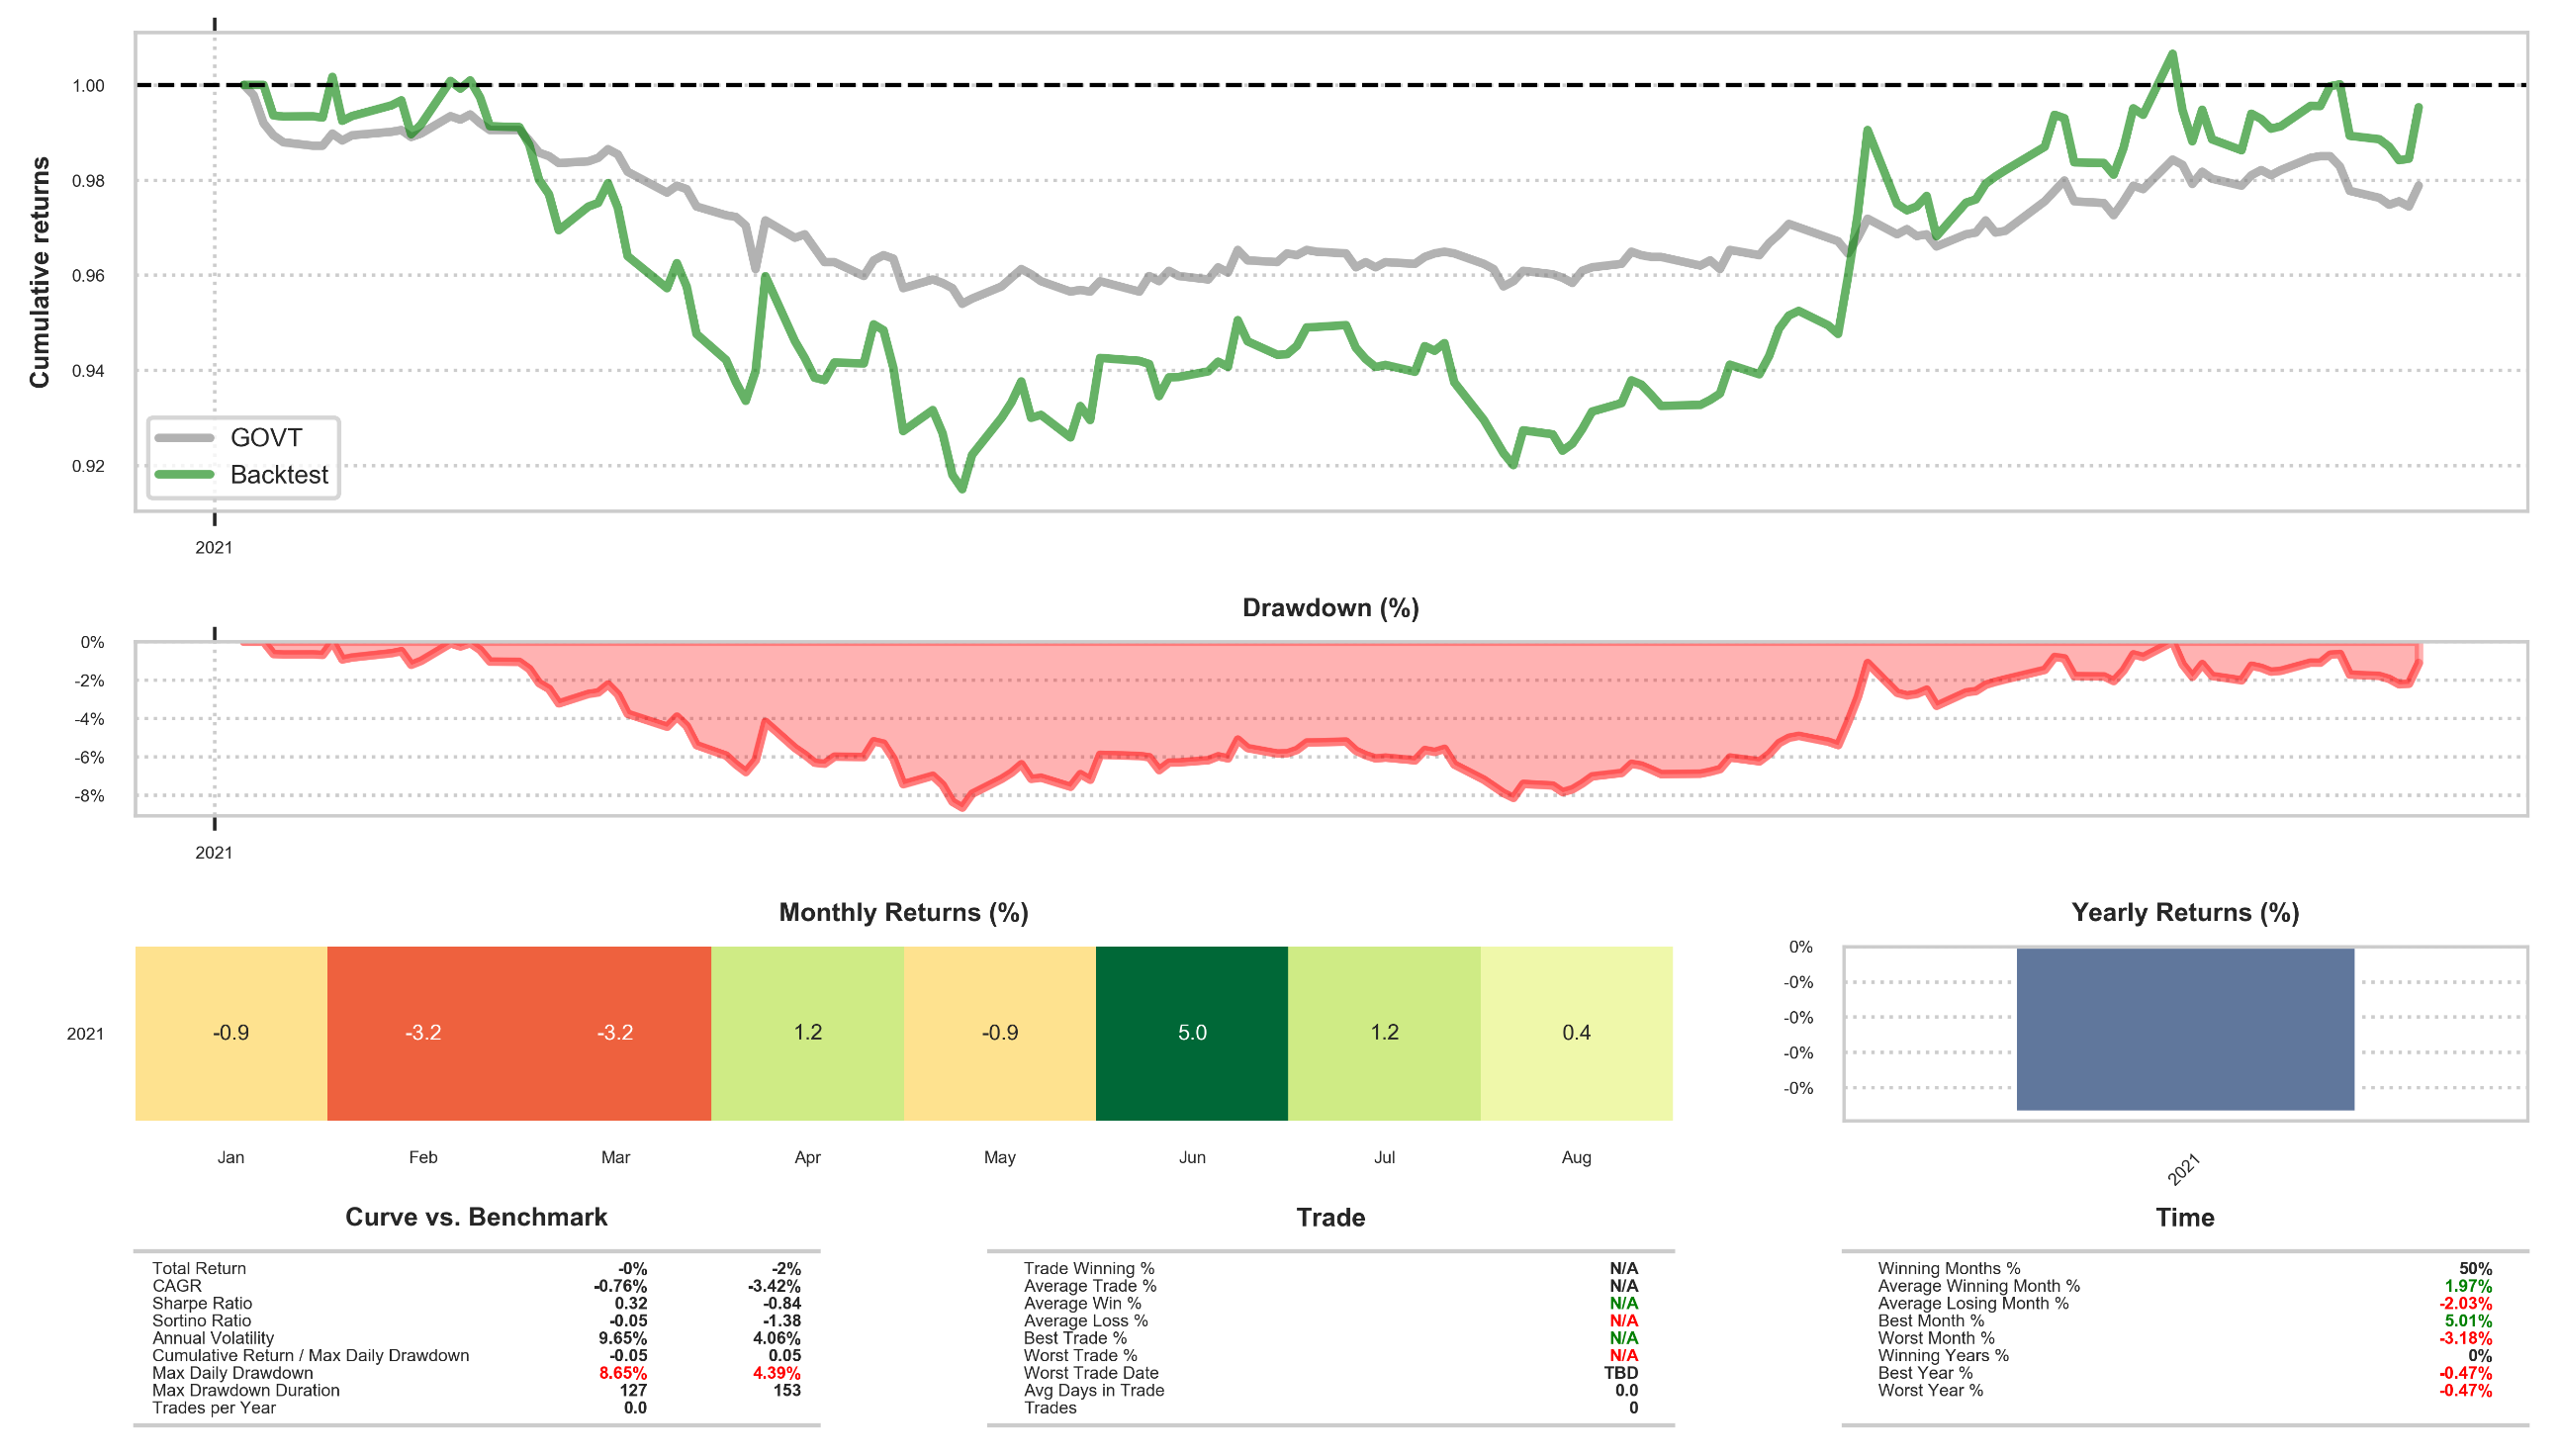 Cumulative returns
1.00
0.98
0.96
0.94
0.92
GOVT
Backtest
2021
Drawdown (%)
0%
-2%
-4%
-6%
-8%
2021
Monthly Returns (%)
2021
-0.9 -3.2 -3.2 1.2 -0.9 5.0 1.2 0.4
Jan Feb Mar Apr May Jun Jul Aug
Yearly Returns (%)
0%
-0%
-0%
-0%
-0%
2021
Curve vs. Benchmark
Total Return -0% -2%
CAGR -0.76% -3.42%
Sharpe Ratio 0.32 -0.84
Sortino Ratio -0.05 -1.38
Annual Volatility 9.65% 4.06%
Cumulative Return / Max Daily Drawdown -0.05 0.05
Max Daily Drawdown 8.65% 4.39%
Max Drawdown Duration 127 153
Trades per Year 0.0
Trade
Trade Winning % N/A
Average Trade % N/A
Average Win % N/A
Average Loss % N/A
Best Trade % N/A
Worst Trade % N/A
Worst Trade Date TBD
Avg Days in Trade 0.0
Trades 0
Time
Winning Months % 50%
Average Winning Month % 1.97%
Average Losing Month % -2.03%
Best Month % 5.01%
Worst Month % -3.18%
Winning Years % 0%
Best Year % -0.47%
Worst Year % -0.47%